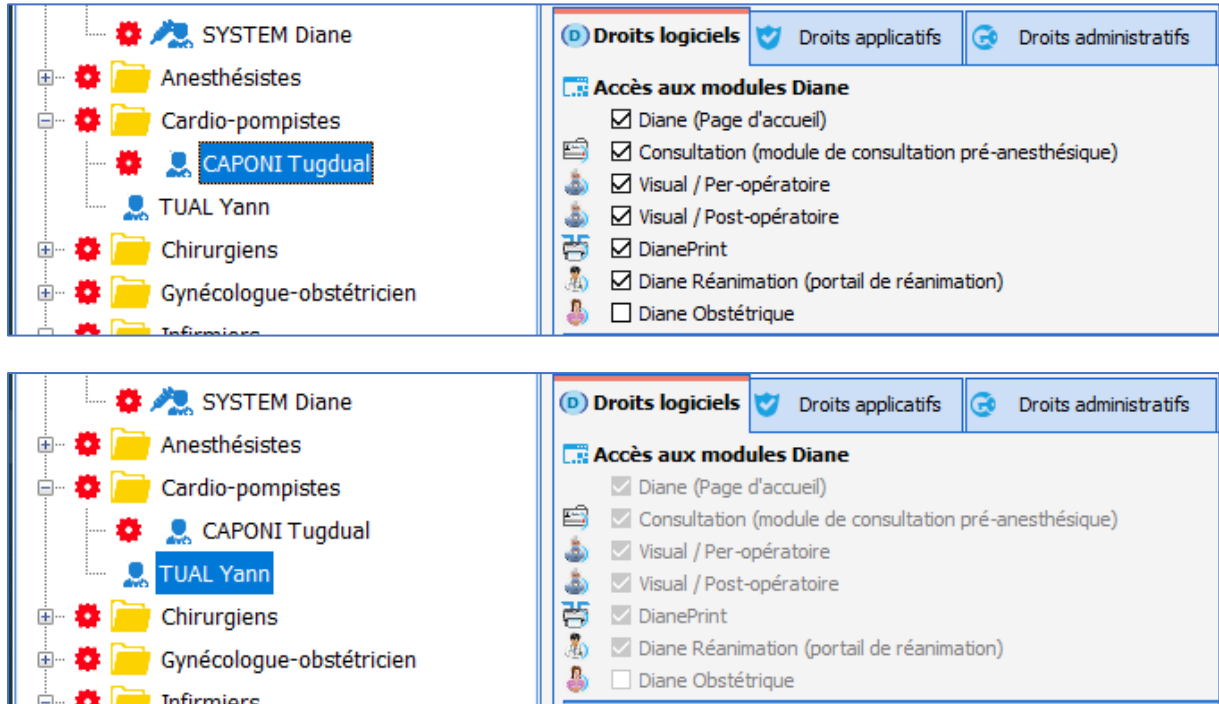 SYSTEM Diane
Anesthésistes
Cardio-pompistes
CAPONI Tugdual
TUAL Yann
Chirurgiens
Gynécologue-obstétricien
Infirmiers
Droits logiciels
Droits applicatifs
Droits administratifs
Accès aux modules Diane
Diane (Page d'accueil)
Consultation (module de consultation pré-anesthésique)
Visual / Per-opératoire
Visual / Post-opératoire
DianePrint
Diane Réanimation (portail de réanimation)
Diane Obstétrique
SYSTEM Diane
Anesthésistes
Cardio-pompistes
CAPONI Tugdual
TUAL Yann
Chirurgiens
Gynécologue-obstétricien
Infirmiers
Droits logiciels
Droits applicatifs
Droits administratifs
Accès aux modules Diane
Diane (Page d'accueil)
Consultation (module de consultation pré-anesthésique)
Visual / Per-opératoire
Visual / Post-opératoire
DianePrint
Diane Réanimation (portail de réanimation)
Diane Obstétrique